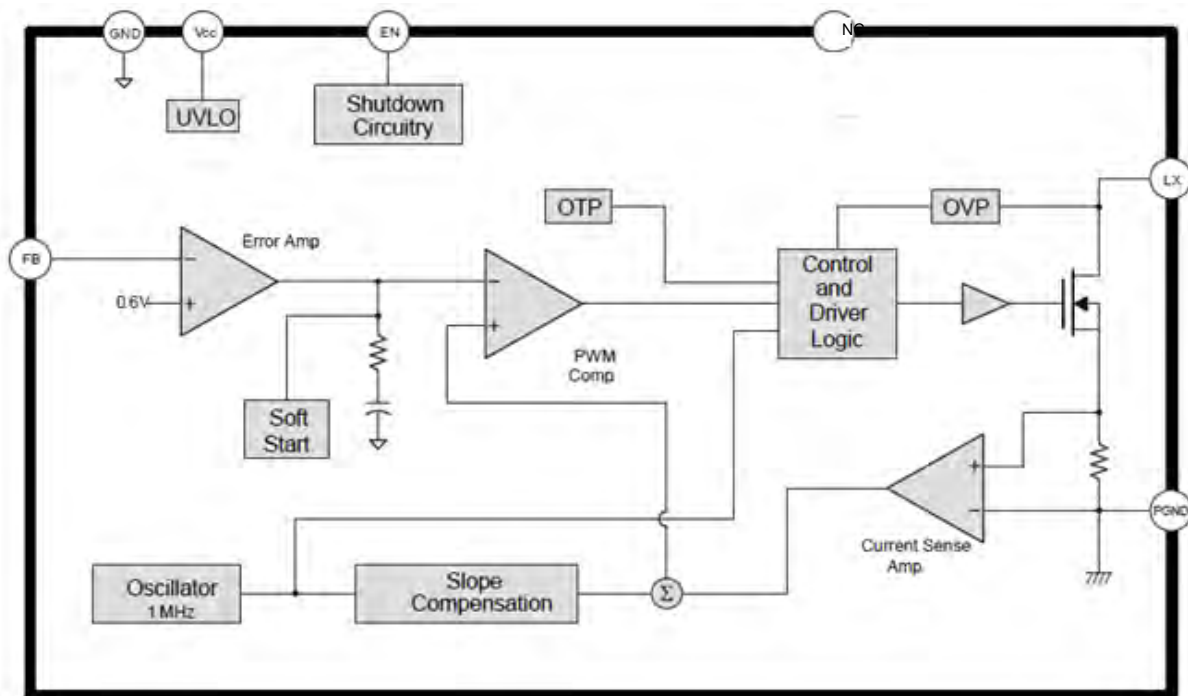 GND
Vcc
EN
NC
UVLO
Shutdown
Circuitry
LX
OTP
OVP
FB
Error Amp
−
+
0.6V
−
+
PWM
Comp
Control
and
Driver
Logic
Soft
Start
+
−
Current Sense
Amp.
PGND
Oscillator
1 MHz
Slope
Compensation
Σ